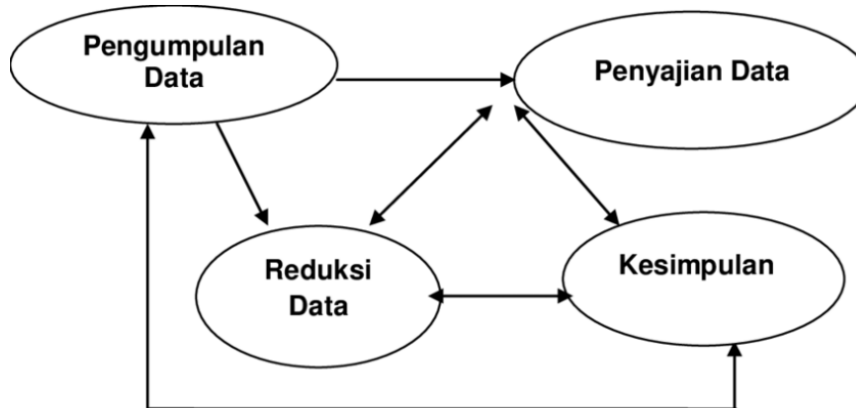 Pengumpulan
Data
Penyajian Data
Reduksi
Data
Kesimpulan